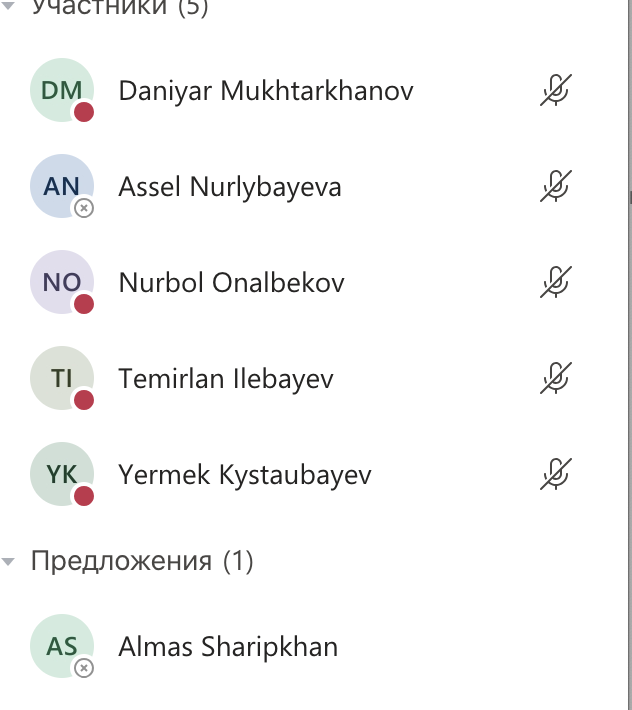 Участники (5)
DM Daniyar Mukhtarkhanov
AN Assel Nurlybayeva
NO Nurbol Onalbekov
TI Temirlan Ilebayev
YK Yermek Kystaubayev
Предложения (1)
AS Almas Sharipkhan